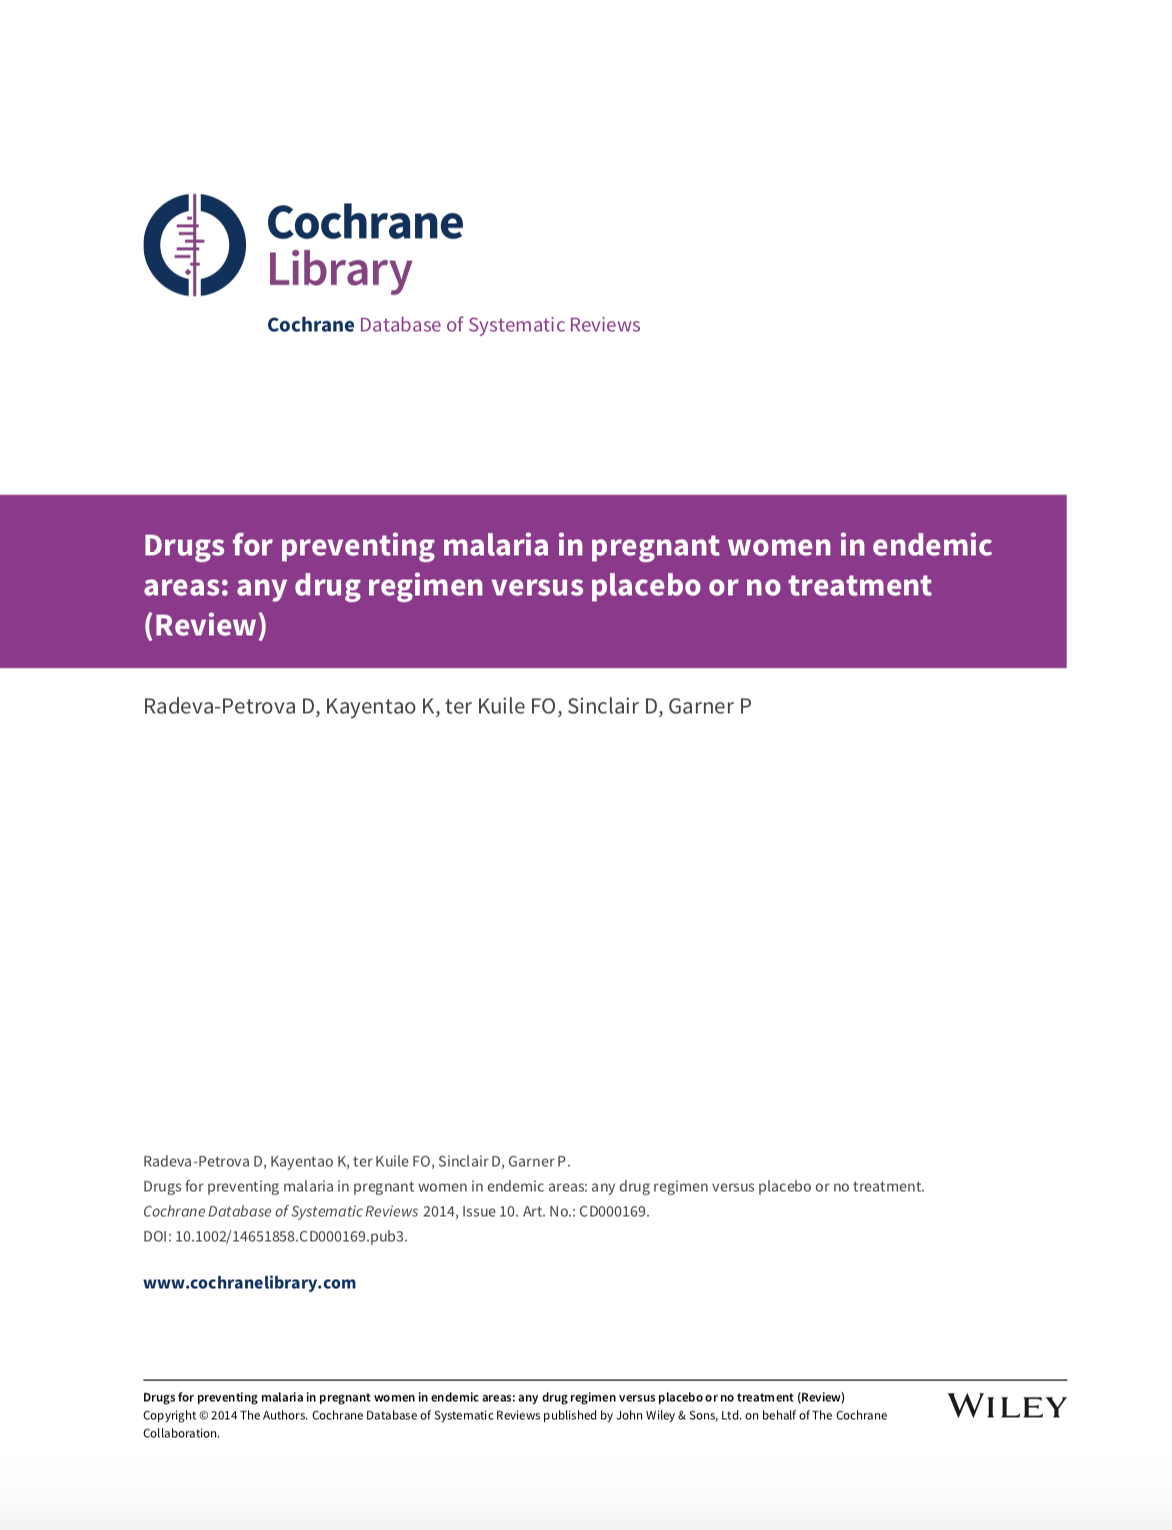 Cochrane
Library
Cochrane Database of Systematic Reviews
Drugs for preventing malaria in pregnant women in endemic
areas: any drug regimen versus placebo or no treatment
(Review)
Radeva-Petrova D, Kayentao K, ter Kuile FO, Sinclair D, Garner P
Radeva-Petrova D, Kayentao K, ter Kuile FO, Sinclair D, Garner P.
Drugs for preventing malaria in pregnant women in endemic areas: any drug regimen versus placebo or no treatment.
Cochrane Database of Systematic Reviews 2014, Issue 10. Art. No.: CD000169.
DOI: 10.1002/14651858.CD000169.pub3.
www.cochranelibrary.com
Drugs for preventing malaria in pregnant women in endemic areas: any drug regimen versus placebo or no treatment (Review)
Copyright © 2014 The Authors. Cochrane Database of Systematic Reviews published by John Wiley & Sons, Ltd. on behalf of The Cochrane
Collaboration.
WILEY